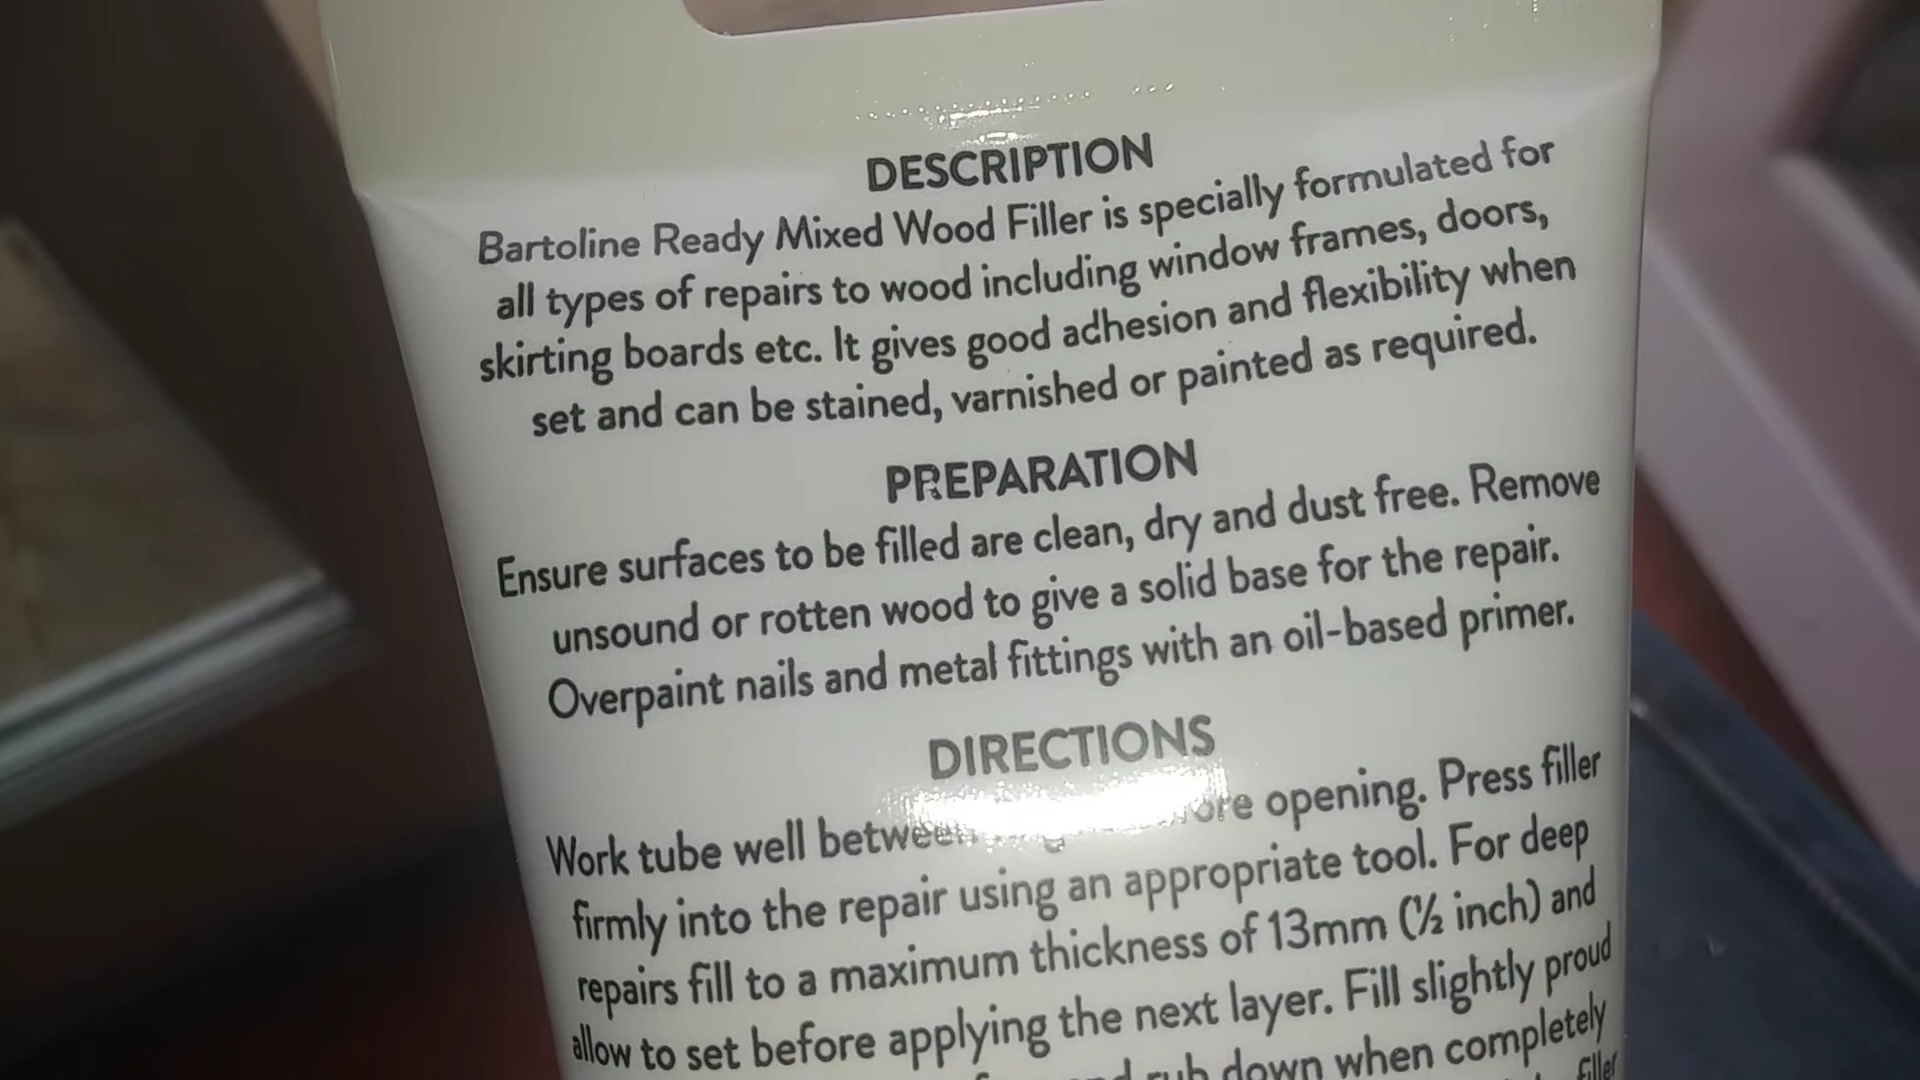 DESCRIPTION
Bartoline Ready Mixed Wood Filler is specially formulated for
all types of repairs to wood including window frames, doors,
skirting boards etc. It gives good adhesion and flexibility when
set and can be stained, varnished or painted as required.
PREPARATION
Ensure surfaces to be filled are clean, dry and dust free. Remove
unsound or rotten wood to give a solid base for the repair.
Overpaint nails and metal fittings with an oil-based primer.
DIRECTIONS
Work tube well between opening. Press filler
firmly into the repair using an appropriate tool. For deep
repairs fill to a maximum thickness of 13mm (½ inch) and
allow to set before applying the next layer. Fill slightly proud
rub down when completely
filler